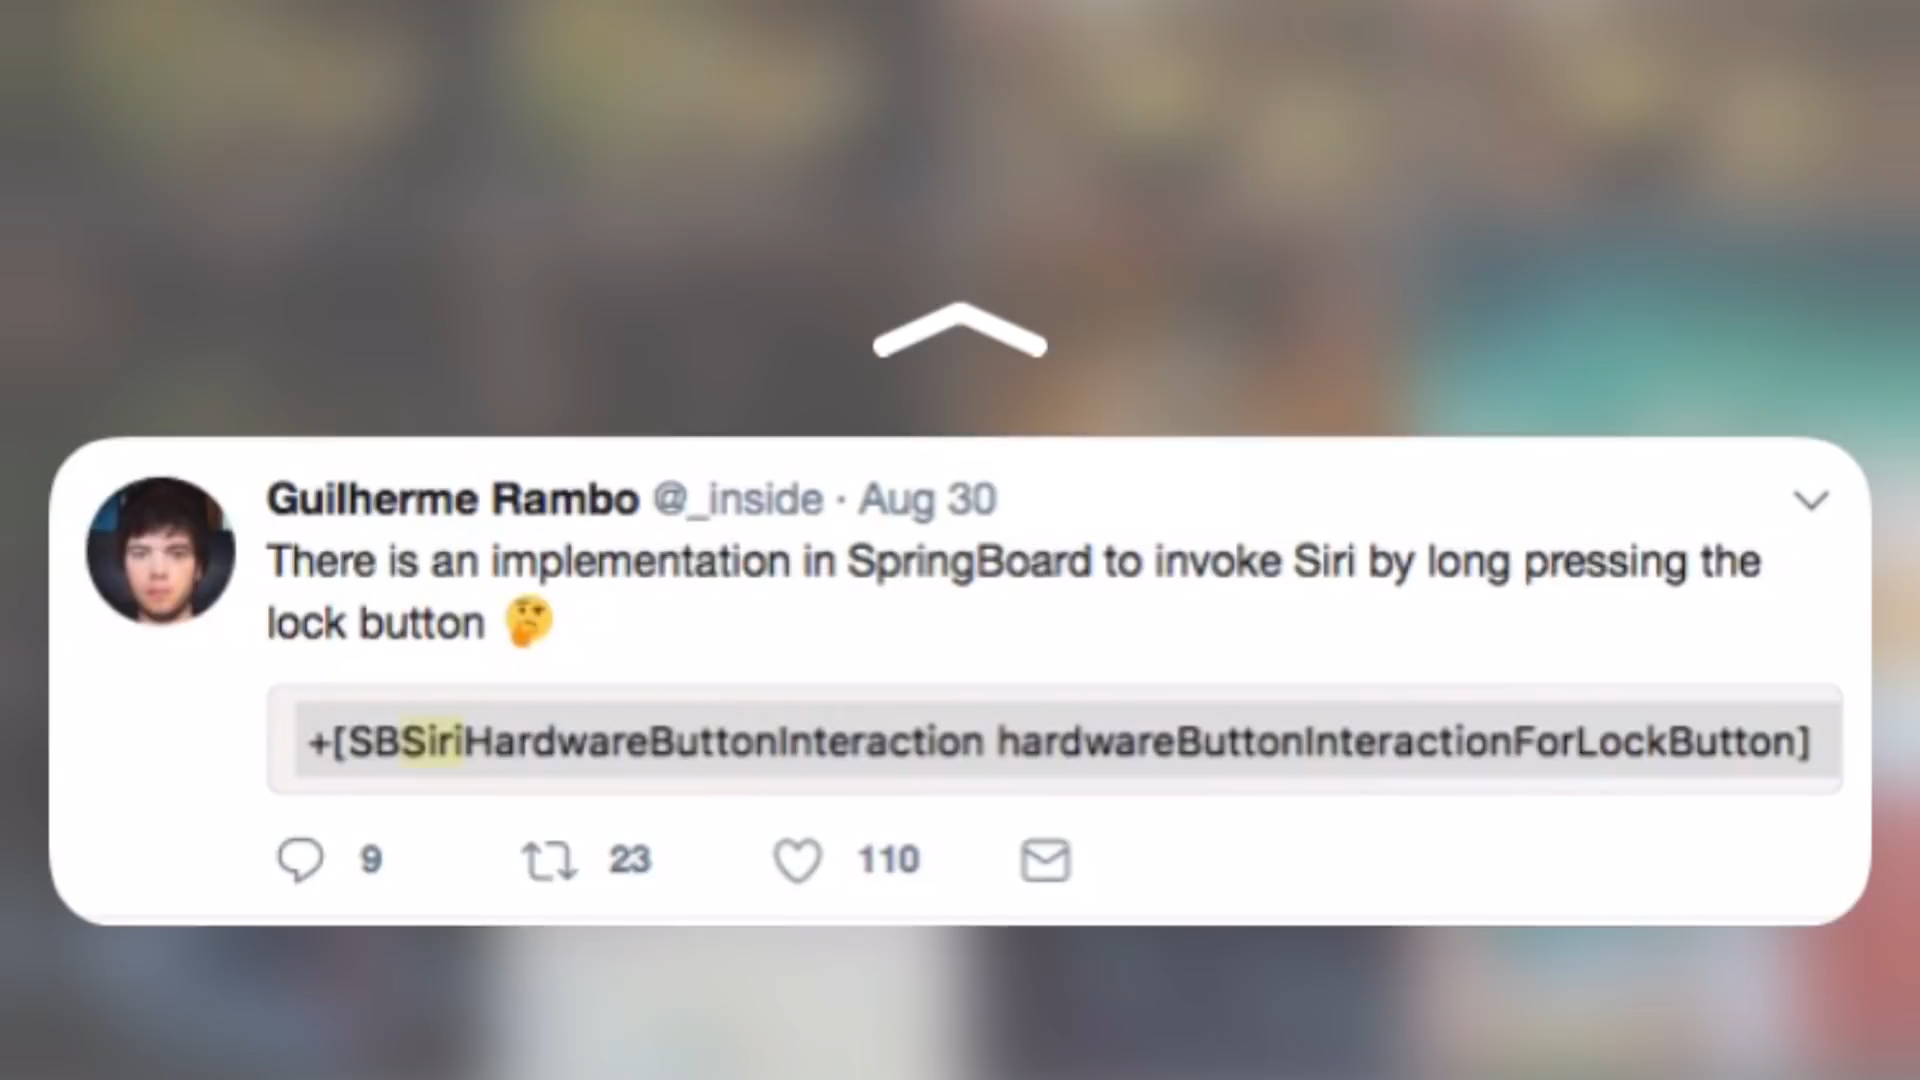 Guilherme Rambo @_inside · Aug 30
There is an implementation in SpringBoard to invoke Siri by long pressing the
lock button 🤔
+[SBSiriHardwareButtonInteraction hardwareButtonInteractionForLockButton]
9 23 110